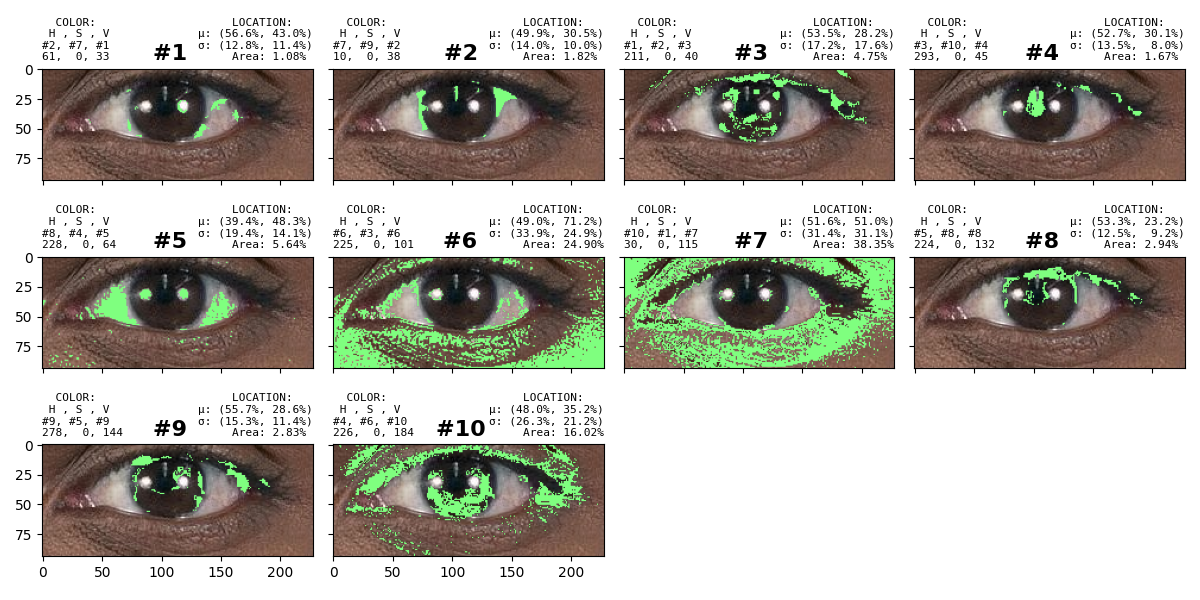 COLOR: LOCATION:
H , S , V μ: (56.6%, 43.0%)
#2, #7, #1 #1 σ: (12.8%, 11.4%)
61, 0, 33 Area: 1.08%
COLOR: LOCATION:
H , S , V μ: (49.9%, 30.5%)
#7, #9, #2 #2 σ: (14.0%, 10.0%)
10, 0, 38 Area: 1.82%
COLOR: LOCATION:
H , S , V μ: (53.5%, 28.2%)
#1, #2, #3 #3 σ: (17.2%, 17.6%)
211, 0, 40 Area: 4.75%
COLOR: LOCATION:
H , S , V μ: (52.7%, 30.1%)
#3, #10, #4 #4 σ: (13.5%, 8.0%)
293, 0, 45 Area: 1.67%
0
25
50
75
COLOR: LOCATION:
H , S , V μ: (39.4%, 48.3%)
#8, #4, #5 #5 σ: (19.4%, 14.1%)
228, 0, 64 Area: 5.64%
COLOR: LOCATION:
H , S , V μ: (49.0%, 71.2%)
#6, #3, #6 #6 σ: (33.9%, 24.9%)
225, 0, 101 Area: 24.90%
COLOR: LOCATION:
H , S , V μ: (51.6%, 51.0%)
#10, #1, #7 #7 σ: (31.4%, 31.1%)
30, 0, 115 Area: 38.35%
COLOR: LOCATION:
H , S , V μ: (53.3%, 23.2%)
#5, #8, #8 #8 σ: (12.5%, 9.2%)
224, 0, 132 Area: 2.94%
0
25
50
75
COLOR: LOCATION:
H , S , V μ: (55.7%, 28.6%)
#9, #5, #9 #9 σ: (15.3%, 11.4%)
278, 0, 144 Area: 2.83%
COLOR: LOCATION:
H , S , V μ: (48.0%, 35.2%)
#4, #6, #10 #10 σ: (26.3%, 21.2%)
226, 0, 184 Area: 16.02%
0
25
50
75
0 50 100 150 200
0 50 100 150 200